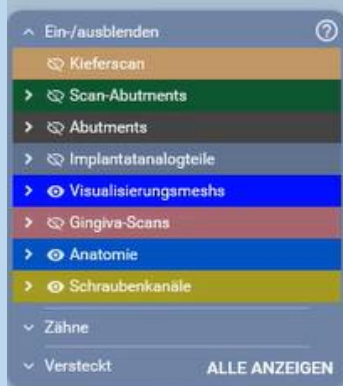 Ein-/ausblenden
Kieferscan
Scan-Abutments
Abutments
Implantatanalogteile
Visualisierungsmeshs
Gingiva-Scans
Anatomie
Schraubenkanäle
Zähne
Versteckt ALLE ANZEIGEN